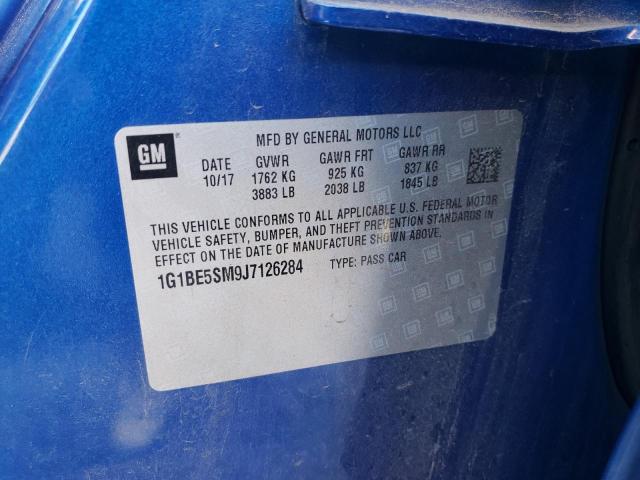 GM
MFD BY GENERAL MOTORS LLC
DATE GVWR GAWR FRT GAWR RR
10/17 1762 KG 925 KG 837 KG
3883 LB 2038 LB 1845 LB
THIS VEHICLE CONFORMS TO ALL APPLICABLE U.S. FEDERAL MOTOR
VEHICLE SAFETY, BUMPER, AND THEFT PREVENTION STANDARDS IN
EFFECT ON THE DATE OF MANUFACTURE SHOWN ABOVE.
1G1BE5SM9J7126284 TYPE: PASS CAR